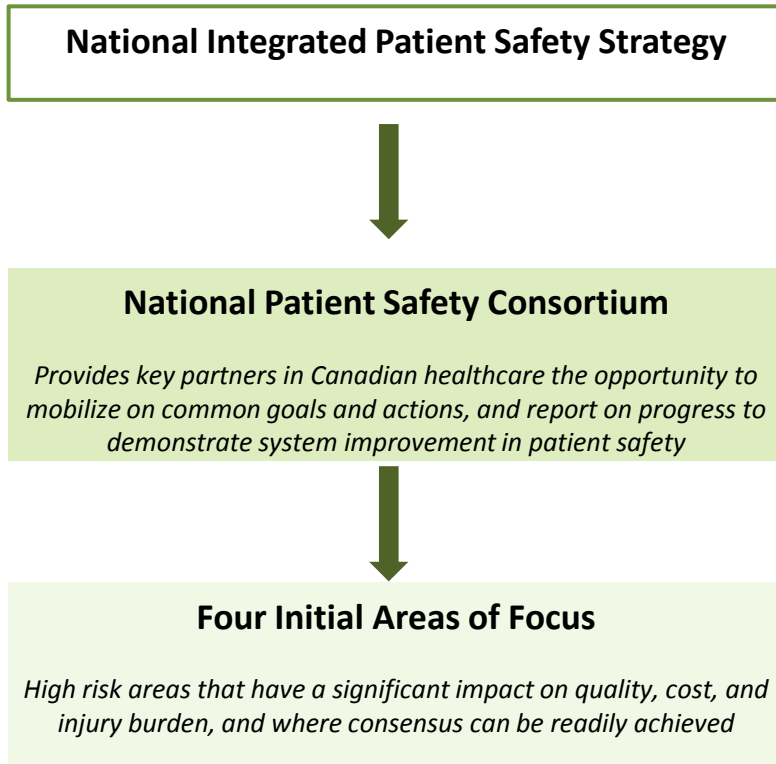 National Integrated Patient Safety Strategy
National Patient Safety Consortium
Provides key partners in Canadian healthcare the opportunity to
mobilize on common goals and actions, and report on progress to
demonstrate system improvement in patient safety
Four Initial Areas of Focus
High risk areas that have a significant impact on quality, cost, and
injury burden, and where consensus can be readily achieved